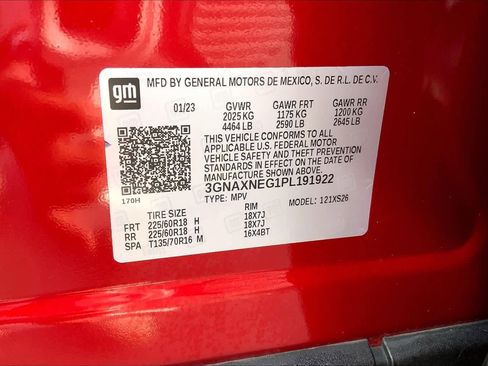 gm
MFD BY GENERAL MOTORS DE MEXICO, S. DE R.L. DE C.V.
01/23 GVWR GAWR FRT GAWR RR
2025 KG 1175 KG 1200 KG
4464 LB 2590 LB 2645 LB
THIS VEHICLE CONFORMS TO ALL
APPLICABLE U.S. FEDERAL MOTOR
VEHICLE SAFETY AND THEFT PREVENTION
STANDARDS IN EFFECT ON THE DATE OF
MANUFACTURE SHOWN ABOVE.
3GNAXNEG1PL191922
170H TYPE: MPV MODEL: 121XS26
TIRE SIZE RIM
FRT 225/60R18 H 18X7J
RR 225/60R18 H 18X7J
SPA T135/70R16 M 16X4BT